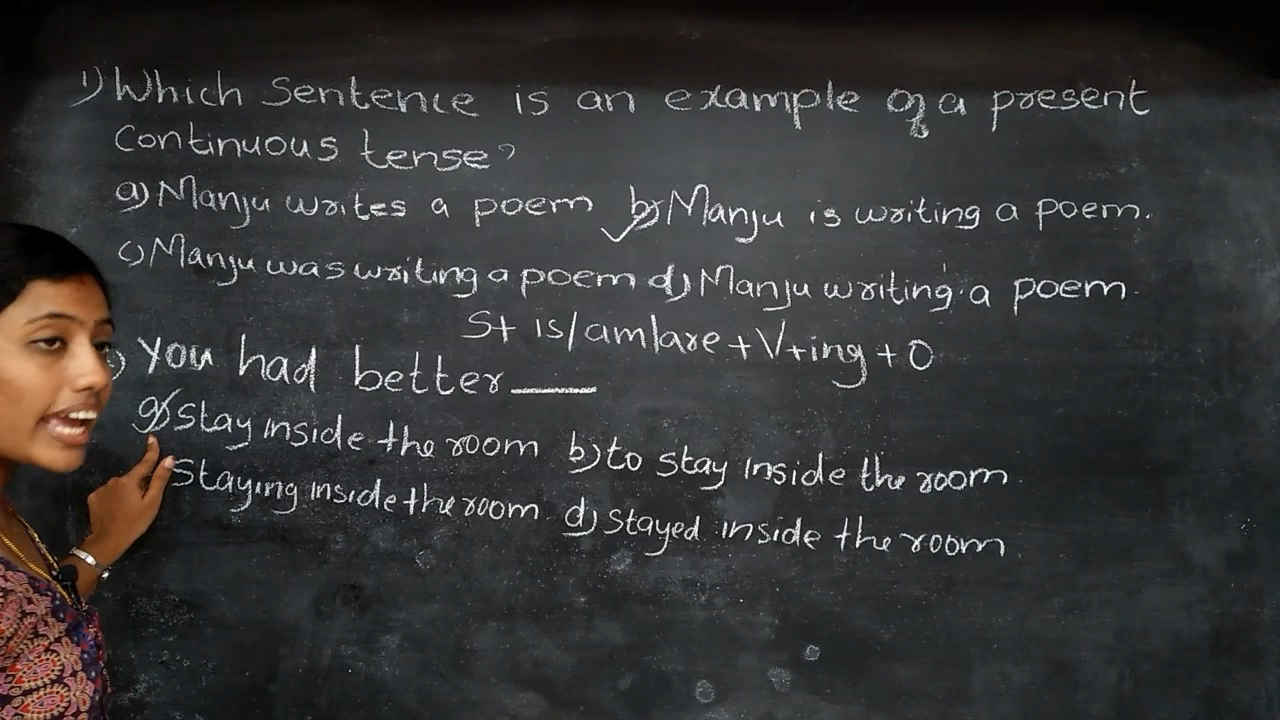 1) Which Sentence is an example of a present
Continuous tense?
a) Manju writes a poem b) Manju is writing a poem.
c) Manju was writing a poem d) Manju writing a poem.
S+ is/am/are + V+ing + O
) You had better ____
a) Stay inside the room b) to stay inside the room.
Staying inside the room. d) Stayed inside the room